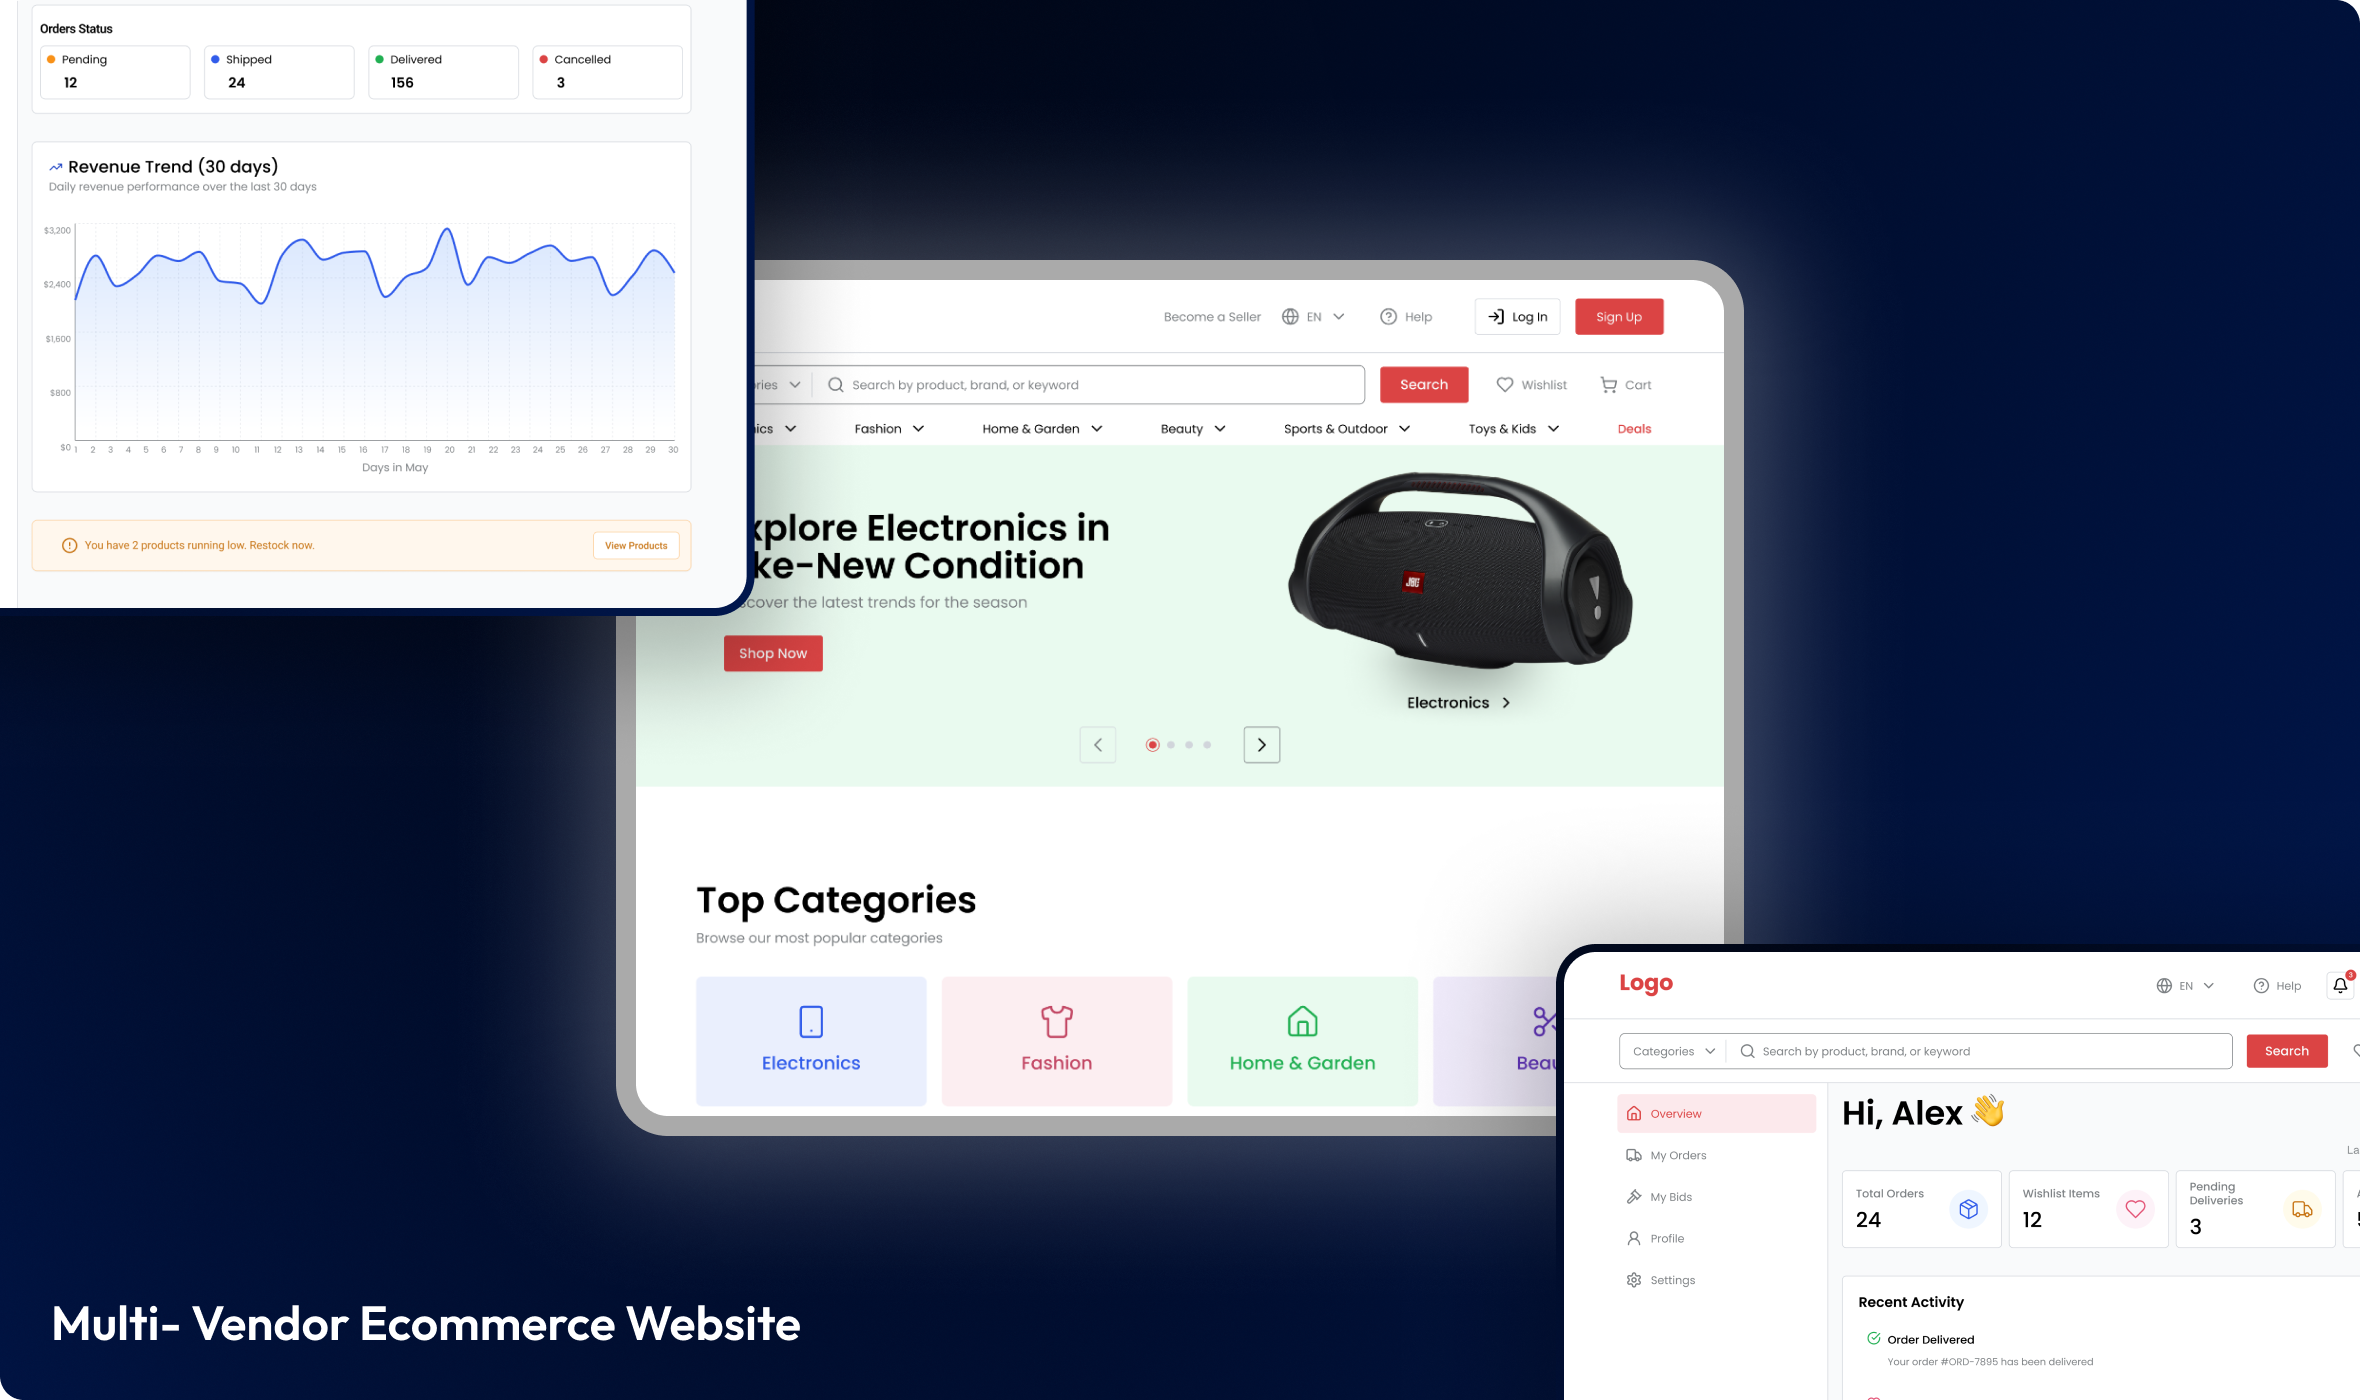 Orders Status
Pending
12
Shipped
24
Delivered
156
Cancelled
3
Revenue Trend (30 days)
Daily revenue performance over the last 30 days
$3,200
$2,400
$1,600
$800
$0
1 2 3 4 5 6 7 8 9 10 11 12 13 14 15 16 17 18 19 20 21 22 23 24 25 26 27 28 29 30
Days in May
You have 2 products running low. Restock now.
View Products
Become a Seller
EN
Help
Log In
Sign Up
Search by product, brand, or keyword
Search
Wishlist
Cart
Fashion
Home & Garden
Beauty
Sports & Outdoor
Toys & Kids
Deals
xplore Electronics in
ke-New Condition
scover the latest trends for the season
Shop Now
JBL
Electronics
Top Categories
Browse our most popular categories
Electronics
Fashion
Home & Garden
Logo
EN
Help
3
Categories
Search by product, brand, or keyword
Search
Overview
My Orders
My Bids
Profile
Settings
Hi, Alex
Total Orders
24
Wishlist Items
12
Pending
Deliveries
3
Recent Activity
Order Delivered
Your order #ORD-7895 has been delivered
Multi- Vendor Ecommerce Website